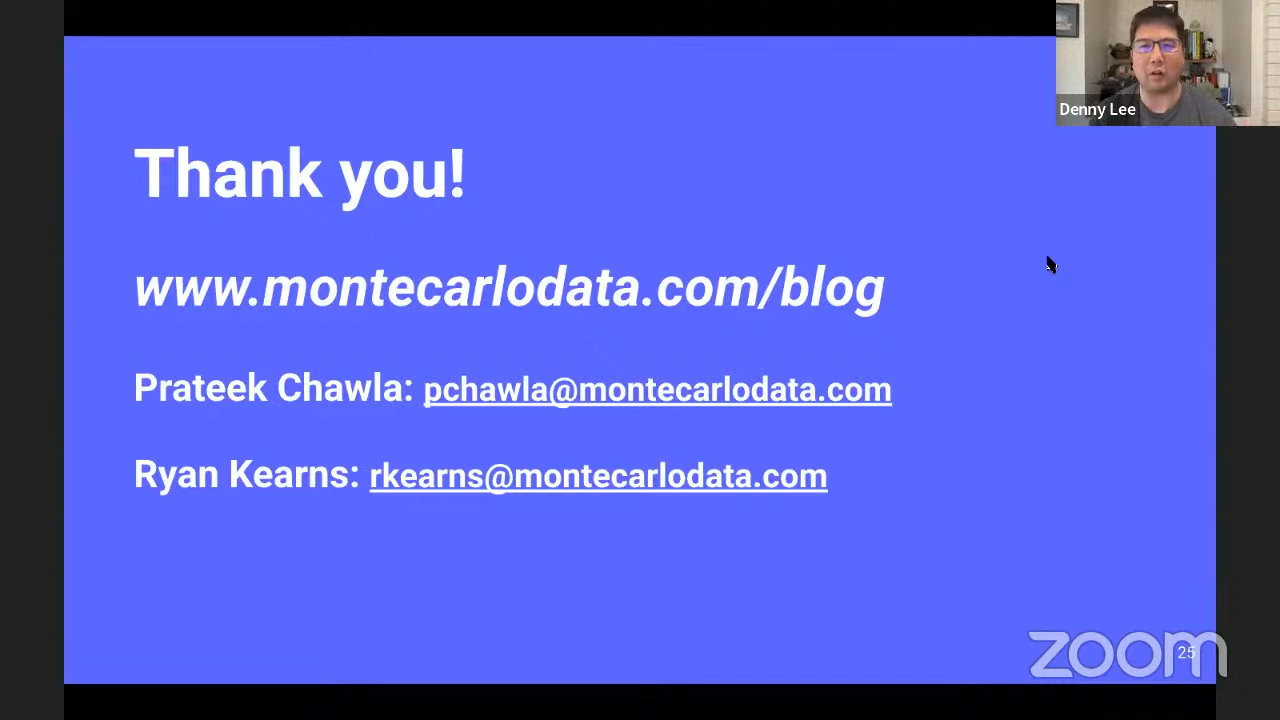 Denny Lee
Thank you!
www.montecarlodata.com/blog
Prateek Chawla: pchawla@montecarlodata.com
Ryan Kearns: rkearns@montecarlodata.com
zoom
25